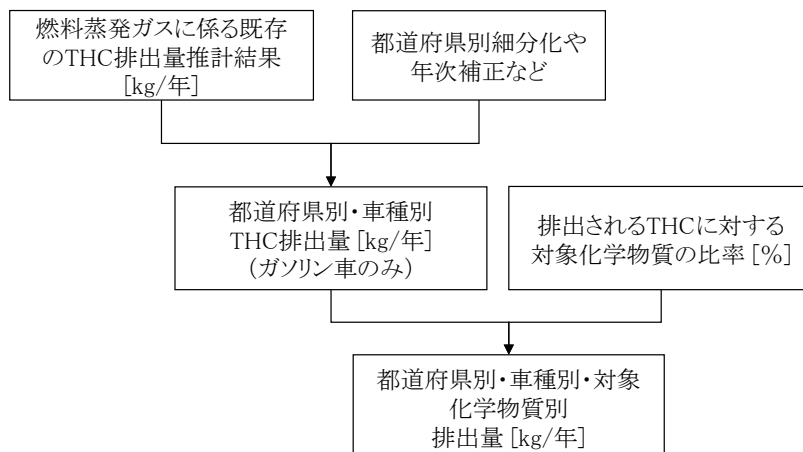 燃料蒸発ガスに係る既存
のTHC排出量推計結果
[kg/年]
都道府県別細分化や
年次補正など
都道府県別・車種別
THC排出量[kg/年]
(ガソリン車のみ)
排出されるTHCに対する
対象化学物質の比率[%]
都道府県別・車種別・対象
化学物質別
排出量[kg/年]